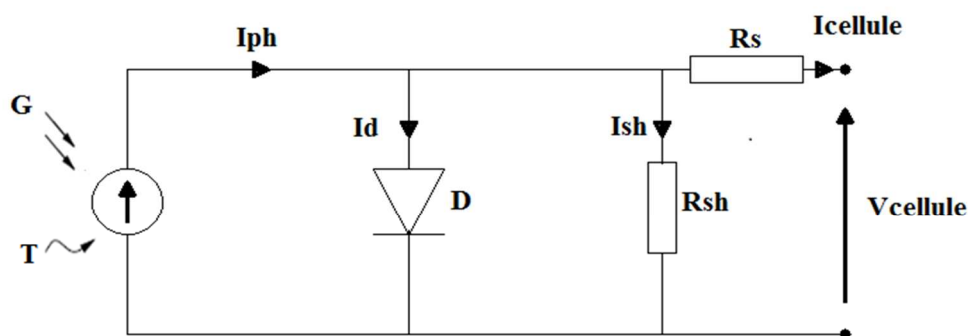 Iph
Rs
Icellule
G
Id
Ish
D
Rsh
Vcellule
T